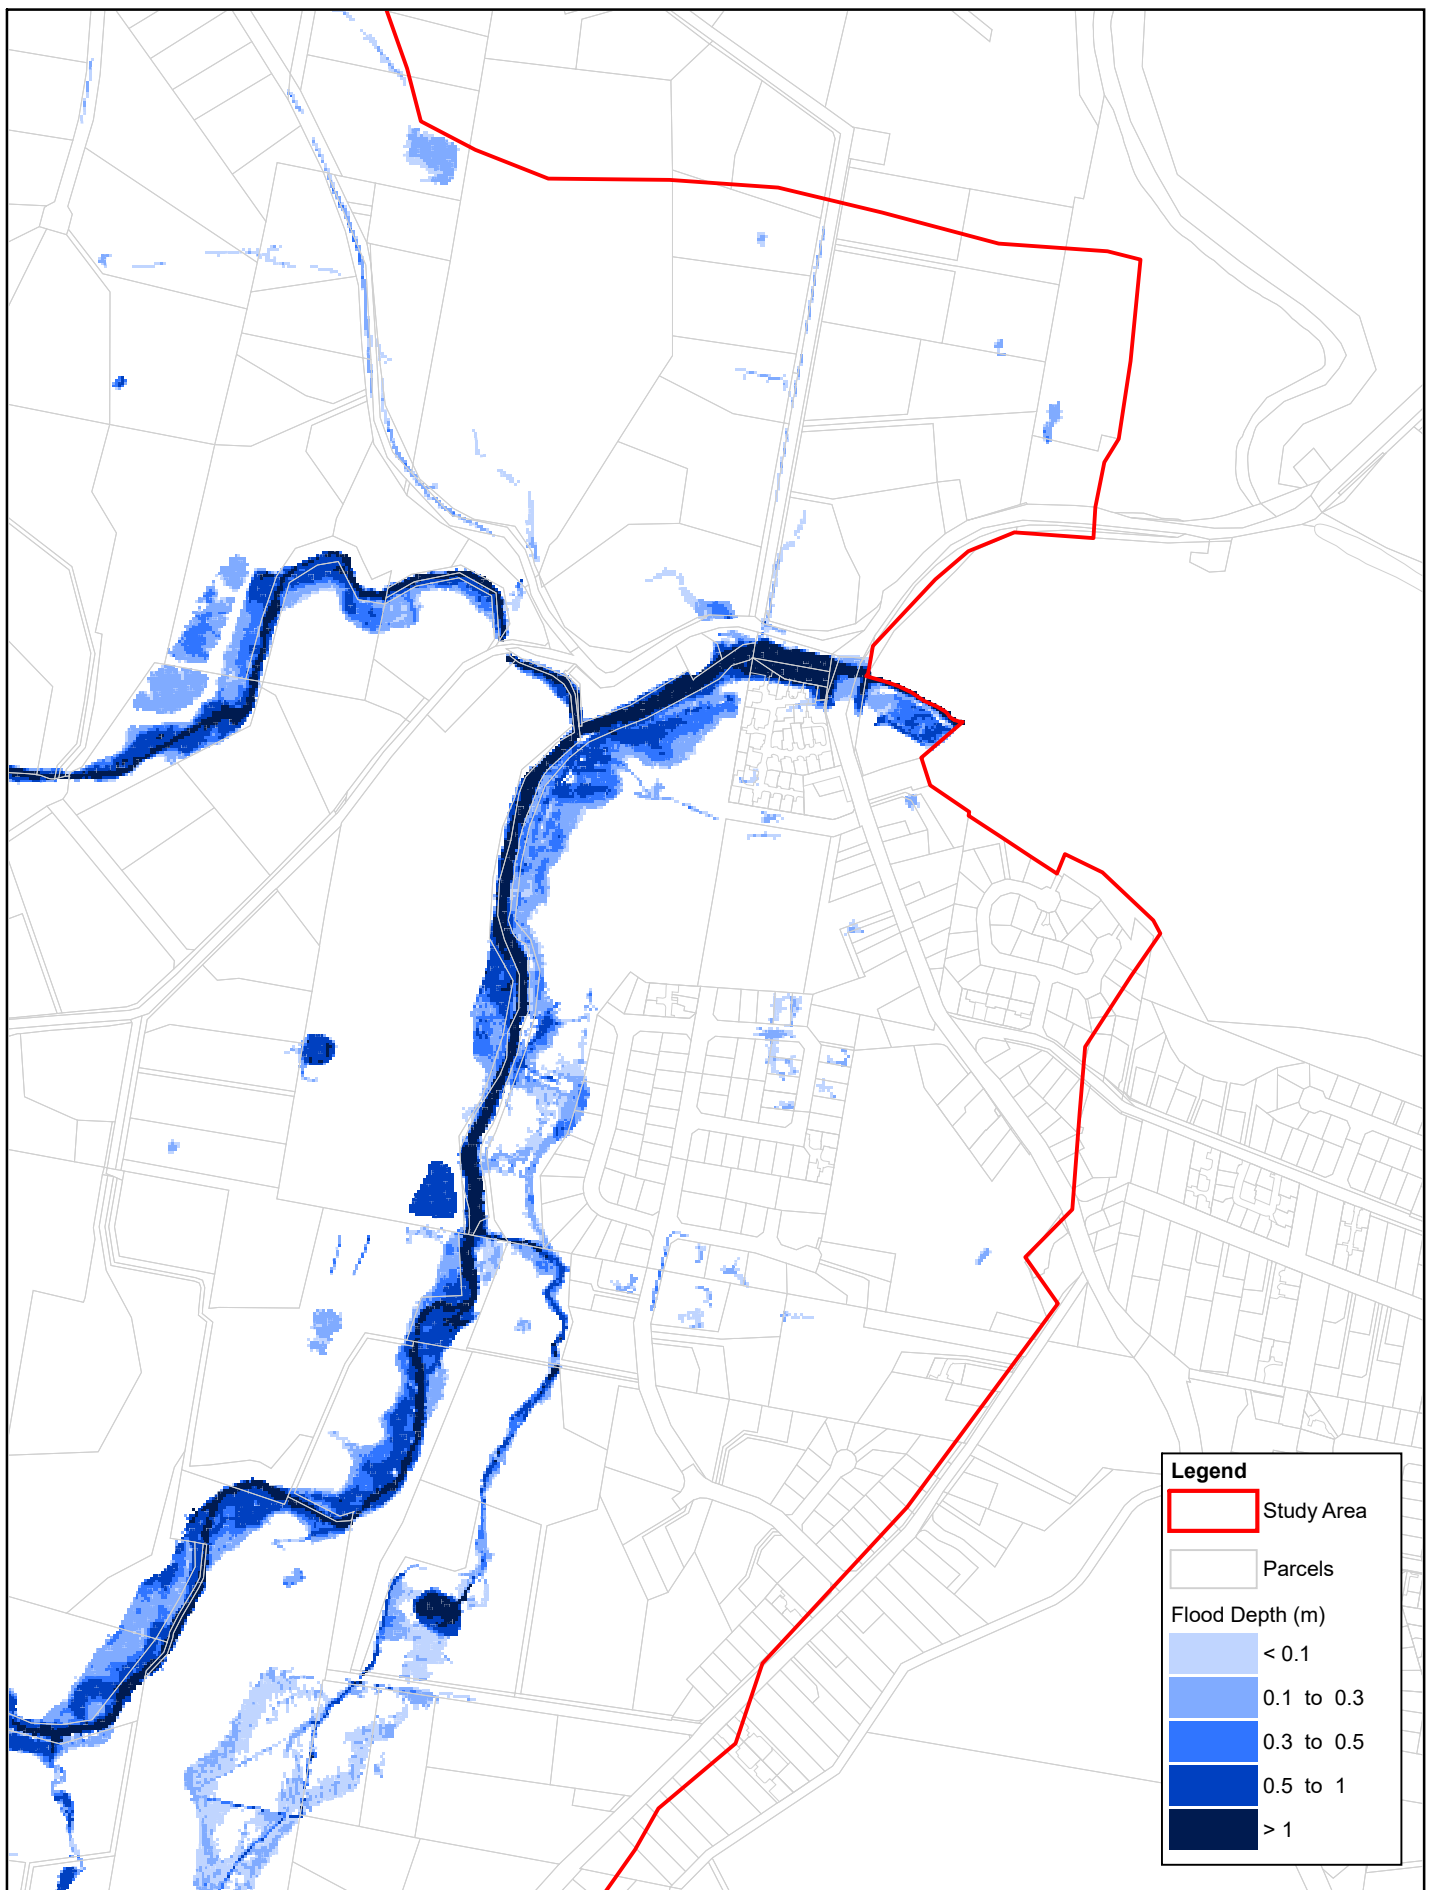 Legend
Study Area
Parcels
Flood Depth (m)
< 0.1
0.1 to 0.3
0.3 to 0.5
0.5 to 1
> 1